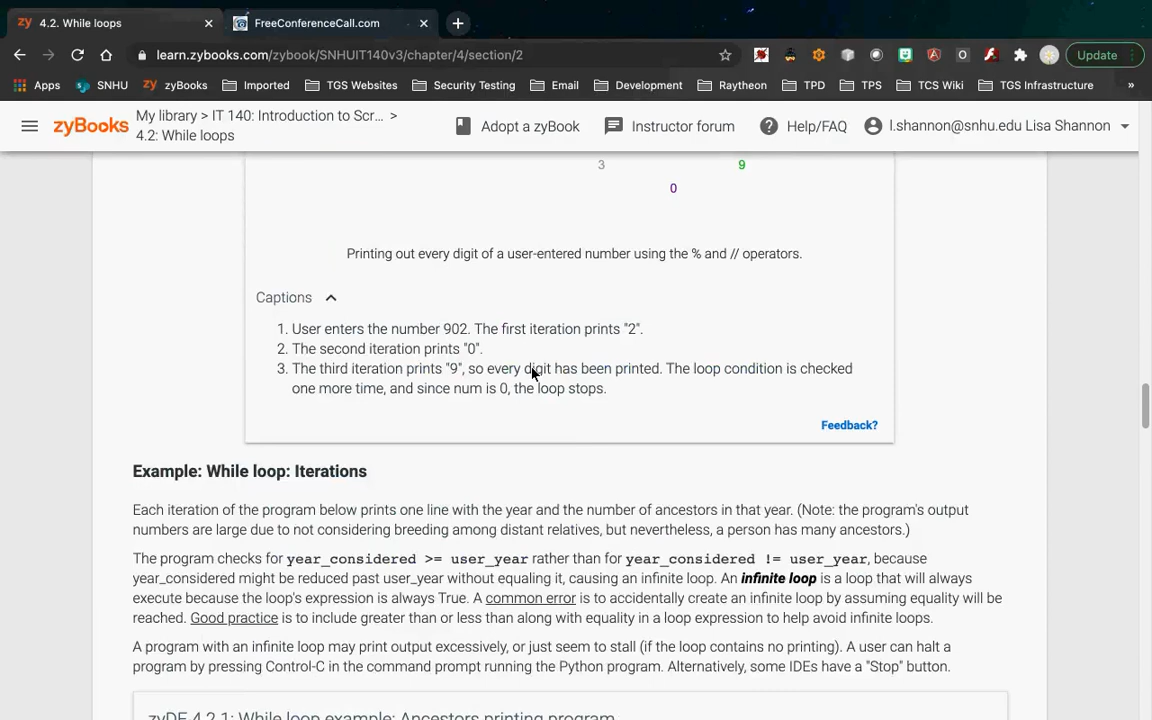 zy 4.2. While loops
FreeConferenceCall.com
learn.zybooks.com/zybook/SNHUIT140v3/chapter/4/section/2
Update
Apps SNHU zy zyBooks Imported TGS Websites Security Testing Email Development Raytheon TPD TPS TCS Wiki TGS Infrastructure »
zyBooks
My library > IT 140: Introduction to Scr... >
4.2: While loops
Adopt a zyBook
Instructor forum
Help/FAQ
l.shannon@snhu.edu Lisa Shannon
3 9
0
Printing out every digit of a user-entered number using the % and // operators.
Captions
1. User enters the number 902. The first iteration prints "2".
2. The second iteration prints "0".
3. The third iteration prints "9", so every digit has been printed. The loop condition is checked
one more time, and since num is 0, the loop stops.
Feedback?
Example: While loop: Iterations
Each iteration of the program below prints one line with the year and the number of ancestors in that year. (Note: the program's output
numbers are large due to not considering breeding among distant relatives, but nevertheless, a person has many ancestors.)
The program checks for year_considered >= user_year rather than for year_considered != user_year, because
year_considered might be reduced past user_year without equaling it, causing an infinite loop. An infinite loop is a loop that will always
execute because the loop's expression is always True. A common error is to accidentally create an infinite loop by assuming equality will be
reached. Good practice is to include greater than or less than along with equality in a loop expression to help avoid infinite loops.
A program with an infinite loop may print output excessively, or just seem to stall (if the loop contains no printing). A user can halt a
program by pressing Control-C in the command prompt running the Python program. Alternatively, some IDEs have a "Stop" button.
zyDE 4.2.1: While loop example: Ancestors printing program.